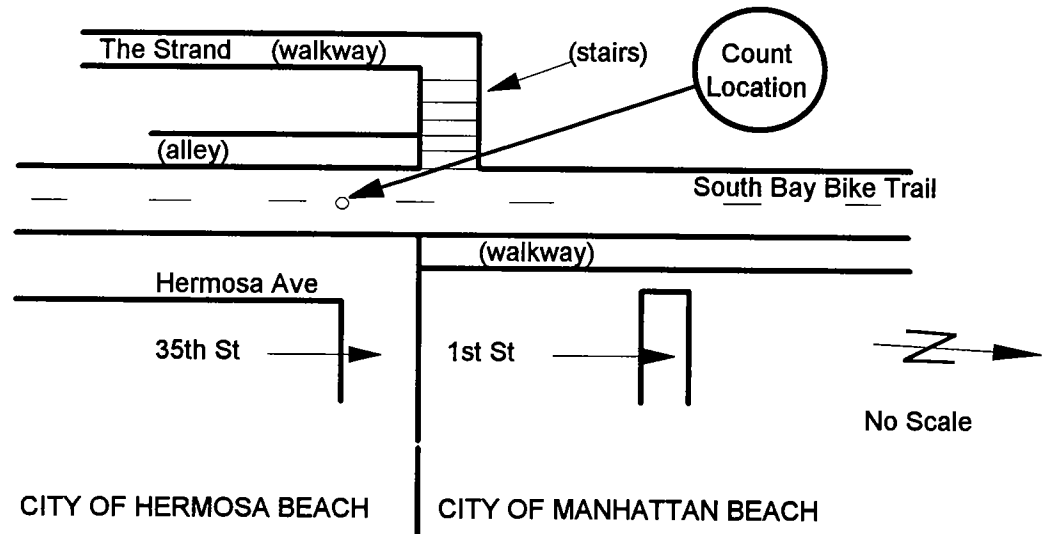 The Strand (walkway)
(stairs)
Count
Location
(alley)
South Bay Bike Trail
(walkway)
Hermosa Ave
35th St
1st St
N
No Scale
CITY OF HERMOSA BEACH
CITY OF MANHATTAN BEACH